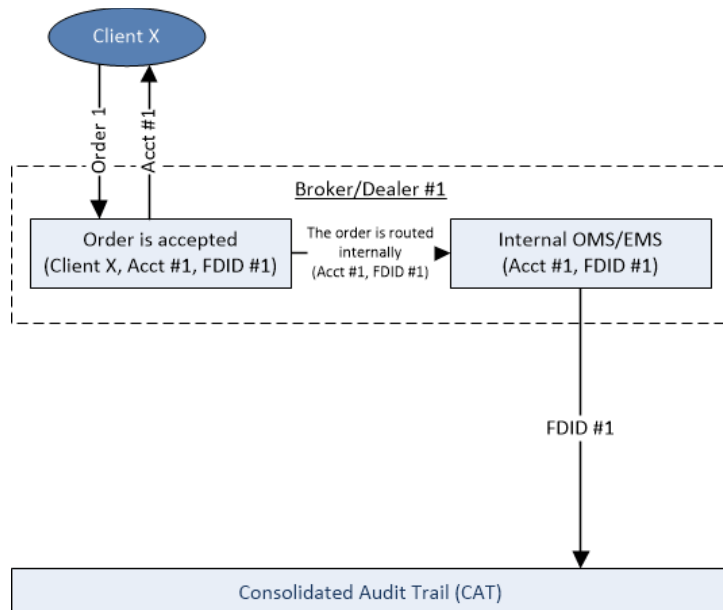 Client X
Order 1
Acct #1
Broker/Dealer #1
Order is accepted
(Client X, Acct #1, FDID #1)
The order is routed
internally
(Acct #1, FDID #1)
Internal OMS/EMS
(Acct #1, FDID #1)
FDID #1
Consolidated Audit Trail (CAT)